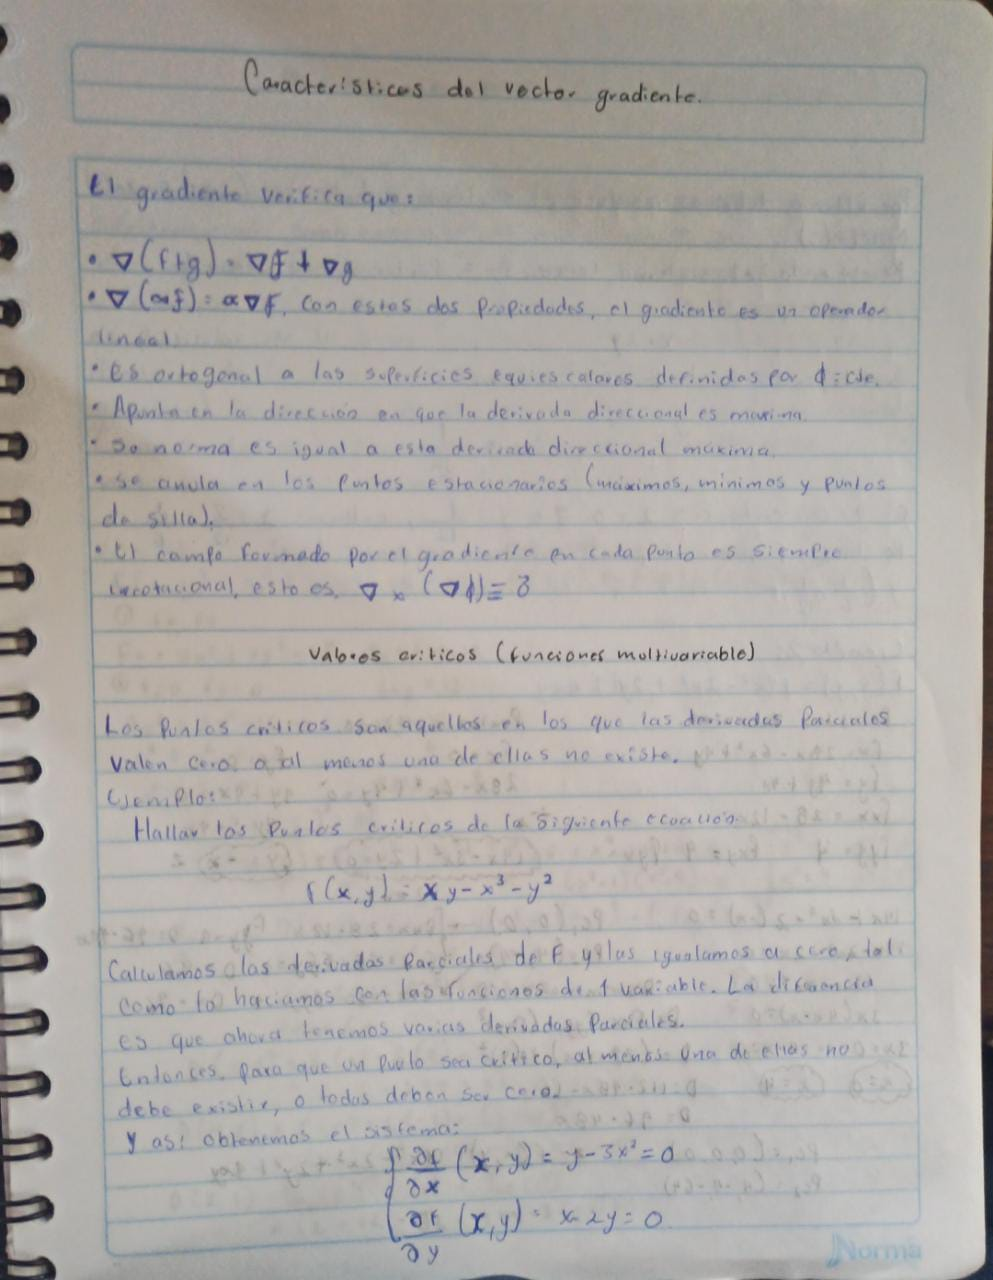 Características del vector gradiente.
El gradiente verifica que:
• ∇(f+g) = ∇f + ∇g
• ∇(αf) = α∇f, Con estas dos Propiedades, el gradiente es un operador
lineal.
• Es ortogonal a las superficies equiescalares definidas por ϕ = cte.
• Apunta en la dirección en que la derivada direccional es maxima.
• Su norma es igual a esta derivada direccional máxima.
• Se anula en los Puntos estacionarios (máximos, mínimos y puntos
de silla).
• El campo formado por el gradiente en cada punto es siempre
irrotacional, esto es, ∇ × (∇ϕ) ≡ 0
Valores criticos (funciones multivariable)
Los Puntos criticos son aquellos en los que las derivadas Parciales
valen cero o al menos una de ellas no existe.
Ejemplo:
Hallar los Puntos criticos de la siguiente ecuación.
f(x,y) = xy - x³ - y²
Calculamos las derivadas Parciales de F y las igualamos a cero, tal
como lo haciamos con las funciones de 1 variable. La diferencia
es que ahora tenemos varias derivadas Parciales.
Entonces, Para que un Punto sea critico, al menos una de ellas no
debe existir, o todas deben ser cero.
Y asi obtenemos el sistema:
∂f/∂x (x,y) = y - 3x² = 0
∂f/∂y (x,y) = x - 2y = 0
Norma